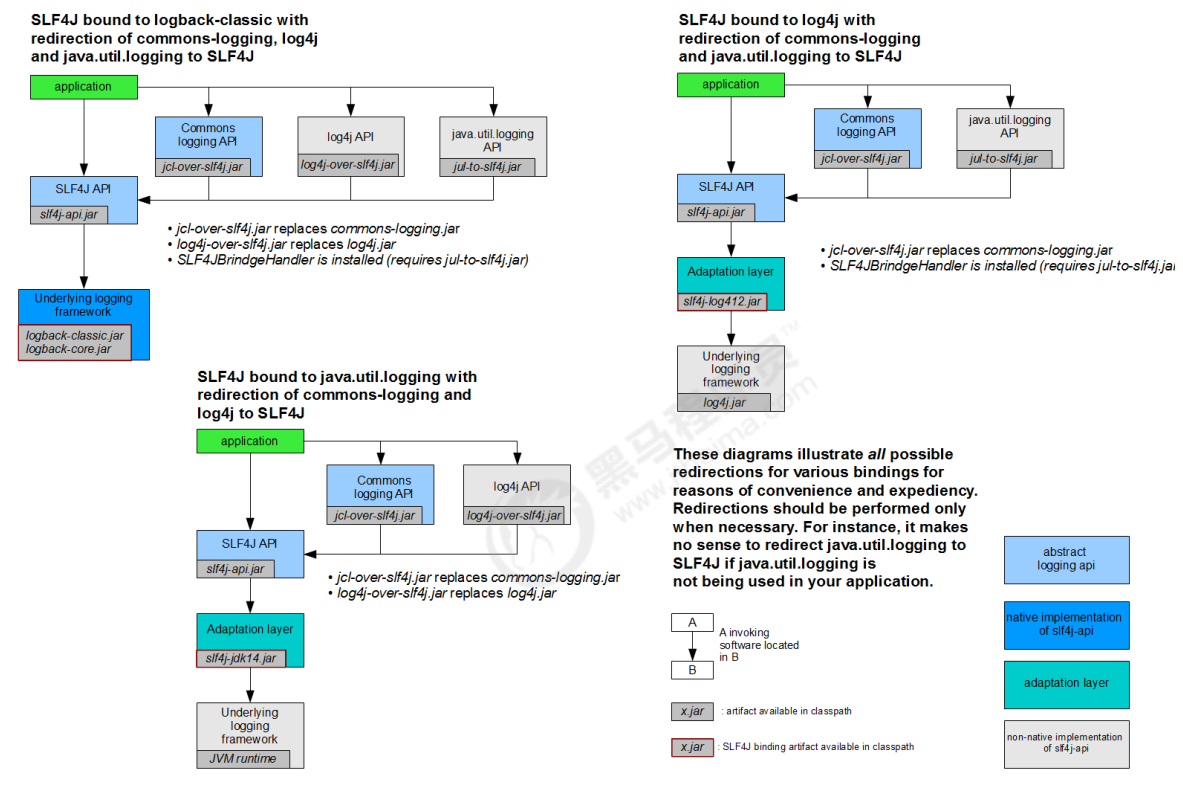 SLF4J bound to logback-classic with
redirection of commons-logging, log4j
and java.util.logging to SLF4J
application
Commons
logging API
jcl-over-slf4j.jar
log4j API
log4j-over-slf4j.jar
java.util.logging
API
jul-to-slf4j.jar
SLF4J API
slf4j-api.jar
• jcl-over-slf4j.jar replaces commons-logging.jar
• log4j-over-slf4j.jar replaces log4j.jar
• SLF4JBrindgeHandler is installed (requires jul-to-slf4j.jar)
Underlying logging
framework
logback-classic.jar
logback-core.jar
SLF4J bound to log4j with
redirection of commons-logging
and java.util.logging to SLF4J
application
Commons
logging API
jcl-over-slf4j.jar
java.util.logging
API
jul-to-slf4j.jar
SLF4J API
slf4j-api.jar
• jcl-over-slf4j.jar replaces commons-logging.jar
• SLF4JBrindgeHandler is installed (requires jul-to-slf4j.jar
Adaptation layer
slf4j-log412.jar
Underlying
logging
framework
log4j.jar
SLF4J bound to java.util.logging with
redirection of commons-logging and
log4j to SLF4J
application
Commons
logging API
jcl-over-slf4j.jar
log4j API
log4j-over-slf4j.jar
SLF4J API
slf4j-api.jar
• jcl-over-slf4j.jar replaces commons-logging.jar
• log4j-over-slf4j.jar replaces log4j.jar
Adaptation layer
slf4j-jdk14.jar
Underlying
logging
framework
JVM runtime
These diagrams illustrate all possible
redirections for various bindings for
reasons of convenience and expediency.
Redirections should be performed only
when necessary. For instance, it makes
no sense to redirect java.util.logging to
SLF4J if java.util.logging is
not being used in your application.
A
B
A invoking
software located
in B
x.jar : artifact available in classpath
x.jar : SLF4J binding artifact available in classpath
abstract
logging api
native implementation
of slf4j-api
adaptation layer
non-native implementation
of slf4j-api
黑马程序员™